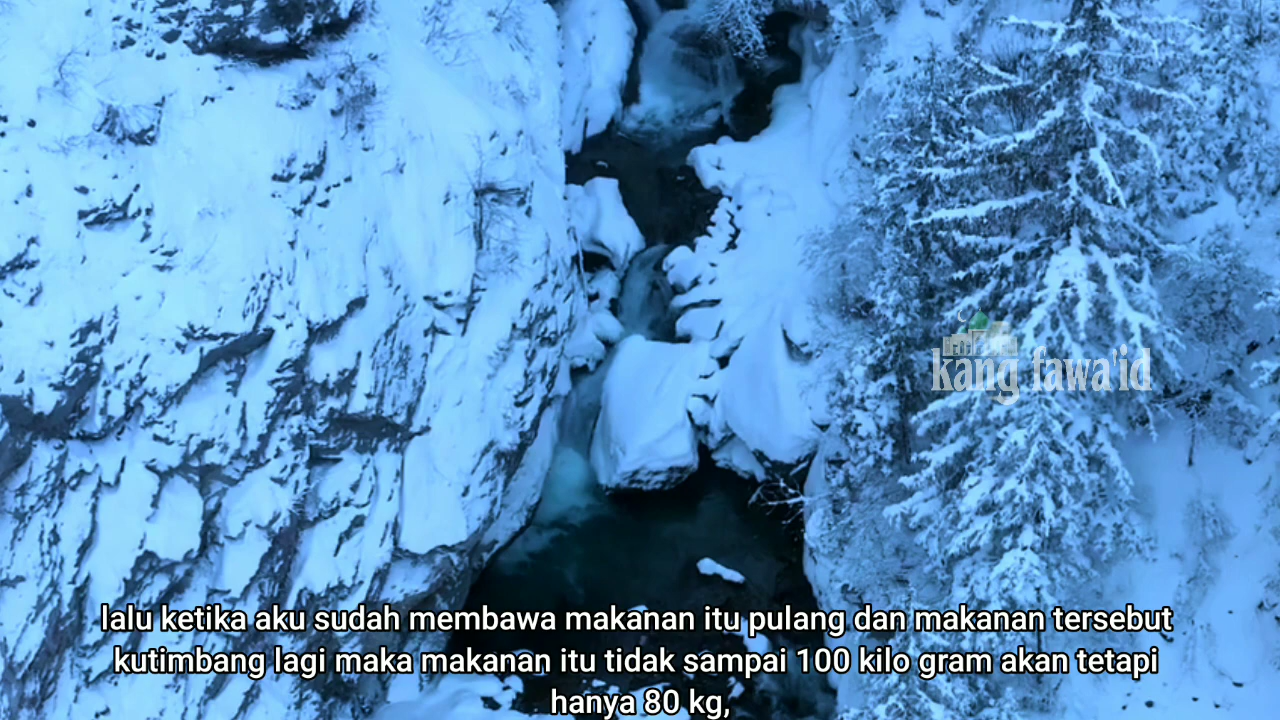 kang fawa'id
lalu ketika aku sudah membawa makanan itu pulang dan makanan tersebut
kutimbang lagi maka makanan itu tidak sampai 100 kilo gram akan tetapi
hanya 80 kg,